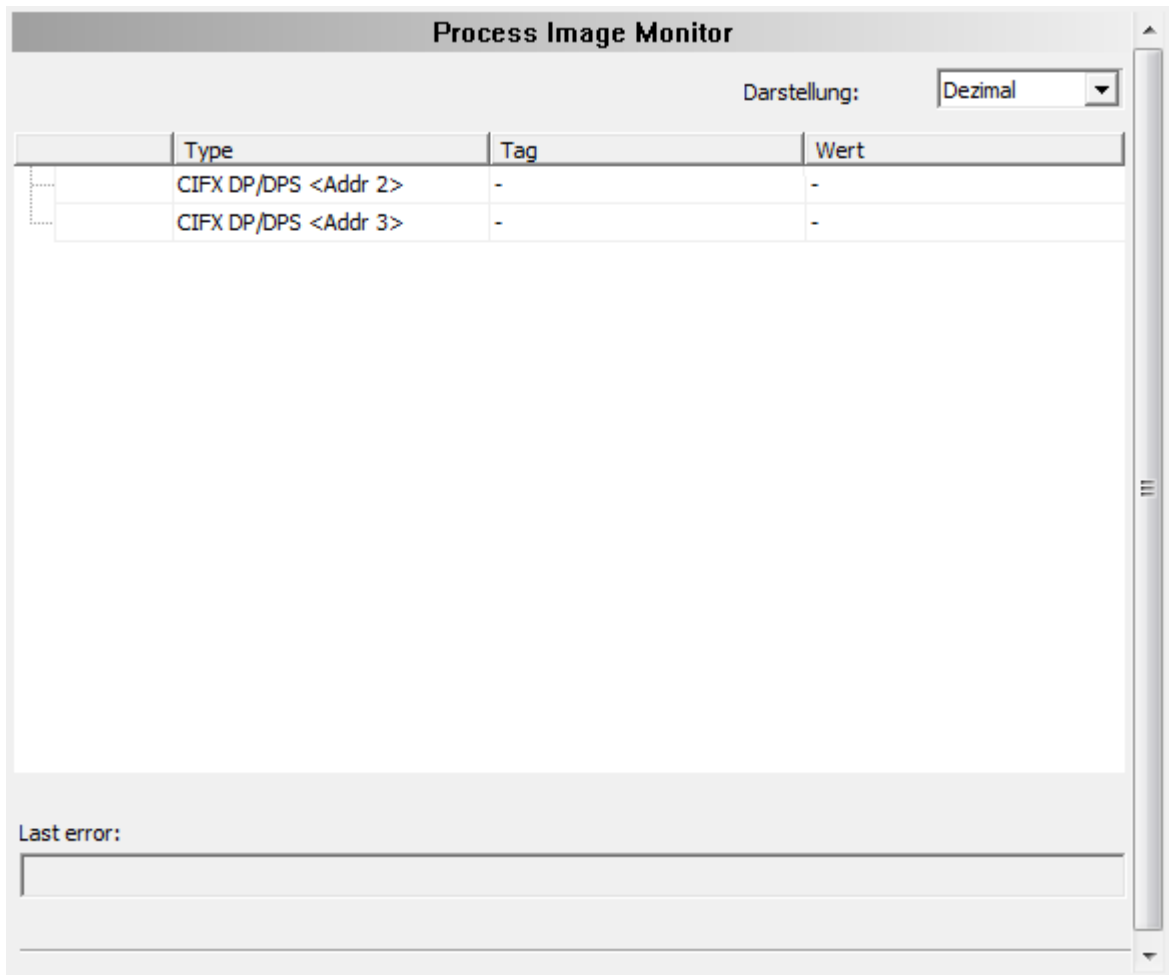 Process Image Monitor
Darstellung: Dezimal
Type Tag Wert
CIFX DP/DPS <Addr 2> - -
CIFX DP/DPS <Addr 3> - -
Last error: